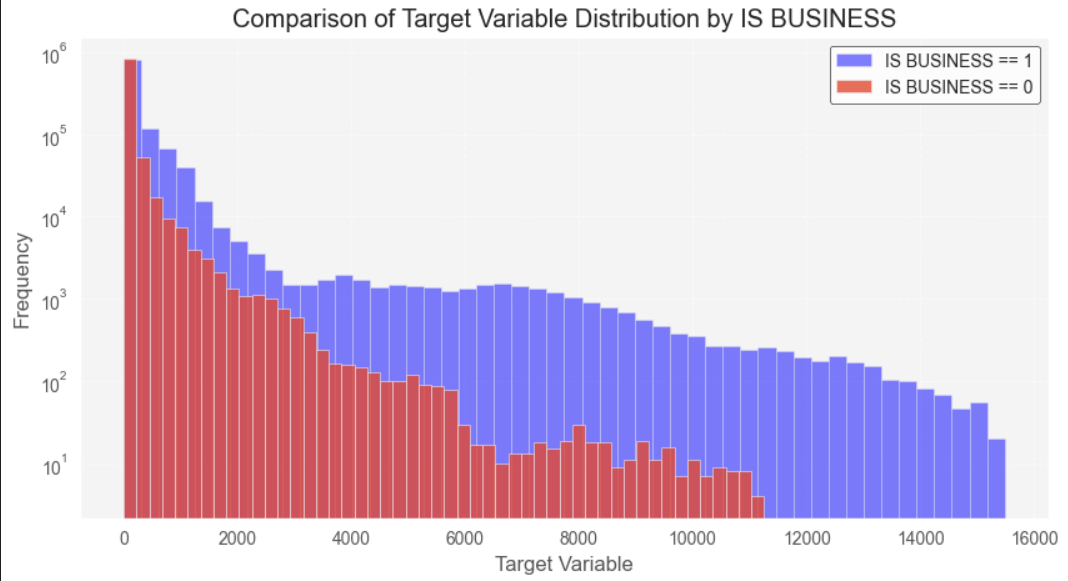 Comparison of Target Variable Distribution by IS BUSINESS
IS BUSINESS == 1
IS BUSINESS == 0
10^6
10^5
10^4
10^3
10^2
10^1
Frequency
0 2000 4000 6000 8000 10000 12000 14000 16000
Target Variable